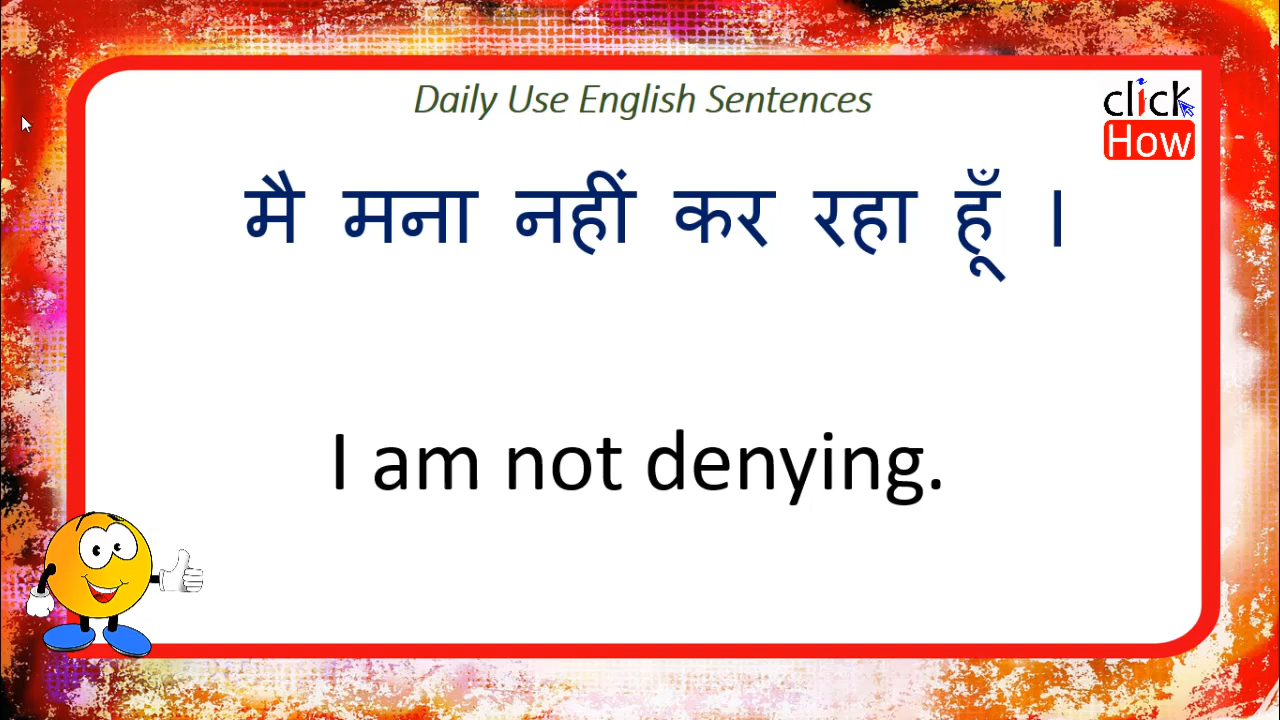 Daily Use English Sentences
click
How
मै मना नहीं कर रहा हूँ ।
I am not denying.